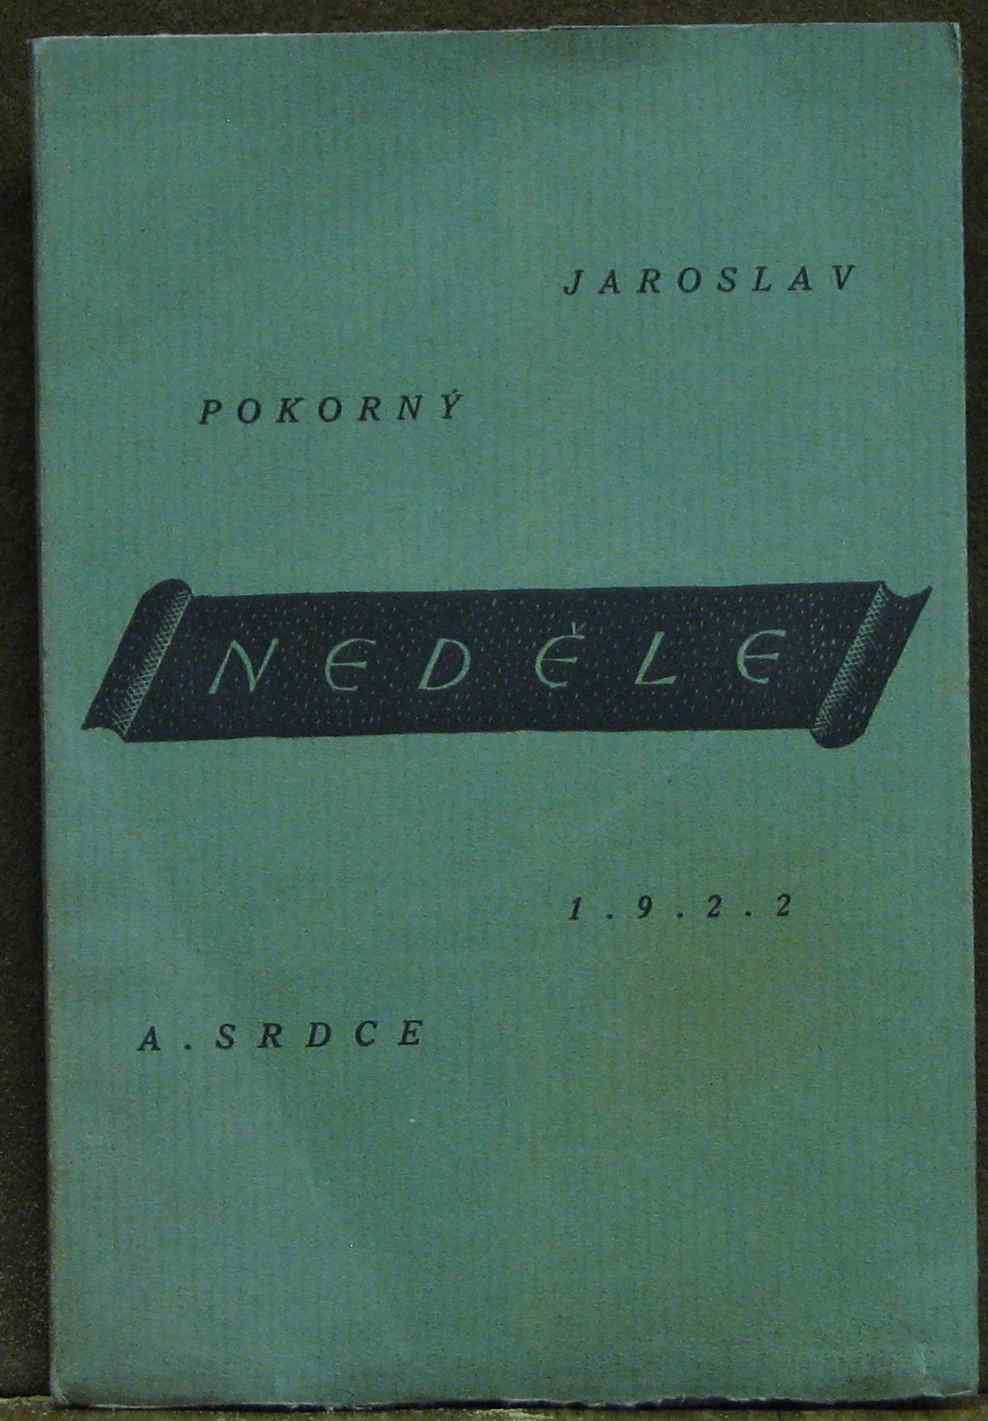 JAROSLAV
POKORNÝ
NEDĚLE
1.9.2.2
A.SRDCE